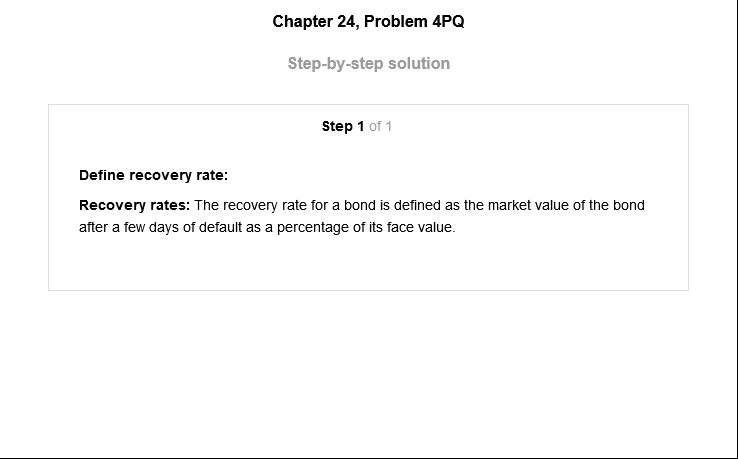 Chapter 24, Problem 4PQ
Step-by-step solution
Step 1 of 1
Define recovery rate:
Recovery rates: The recovery rate for a bond is defined as the market value of the bond
after a few days of default as a percentage of its face value.